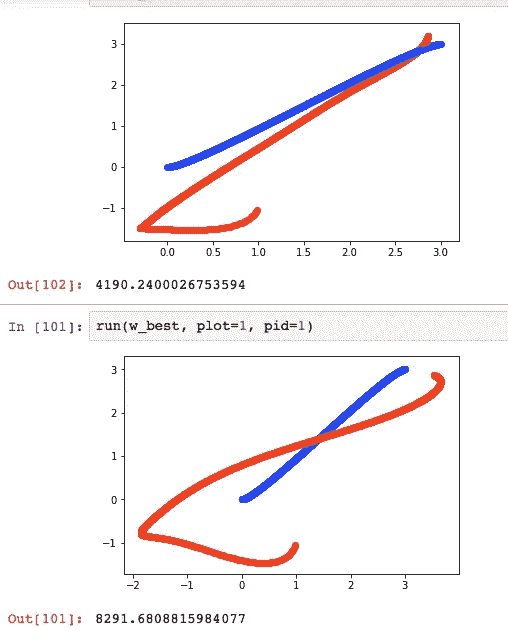 3
2
1
0
−1
0.0 0.5 1.0 1.5 2.0 2.5 3.0
Out[102]: 4190.2400026753594
In [101]: run(w_best, plot=1, pid=1)
3
2
1
0
−1
−2 −1 0 1 2 3
Out[101]: 8291.6808815984077